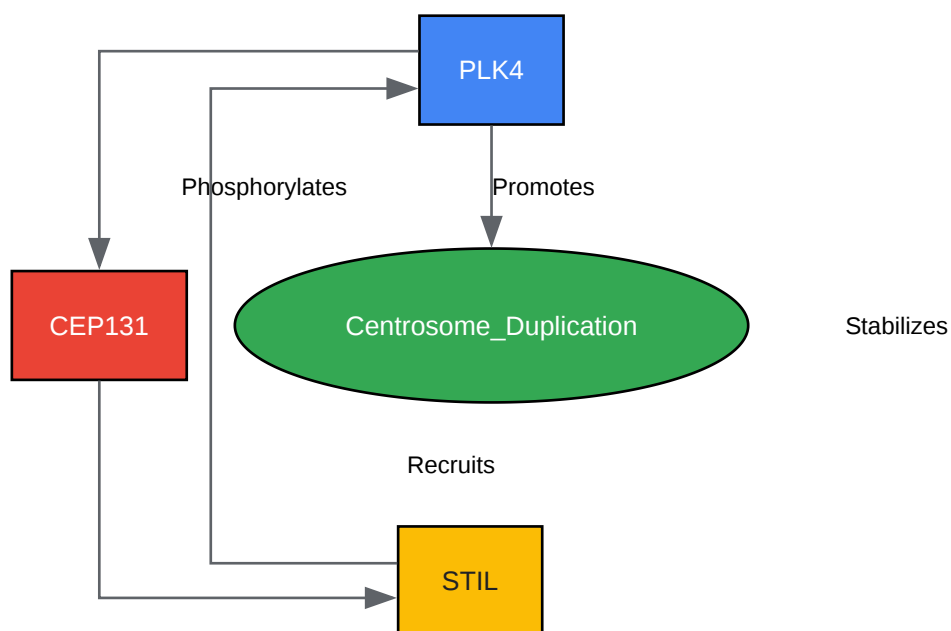 PLK4
Phosphorylates
Promotes
CEP131
Centrosome_Duplication
Stabilizes
Recruits
STIL